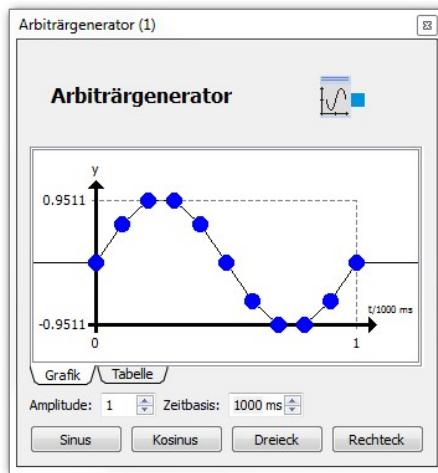 Arbiträrgenerator (1)
Arbiträrgenerator
y
0.9511
-0.9511
t/1000 ms
0 1
Grafik Tabelle
Amplitude: 1 Zeitbasis: 1000 ms
Sinus Kosinus Dreieck Rechteck